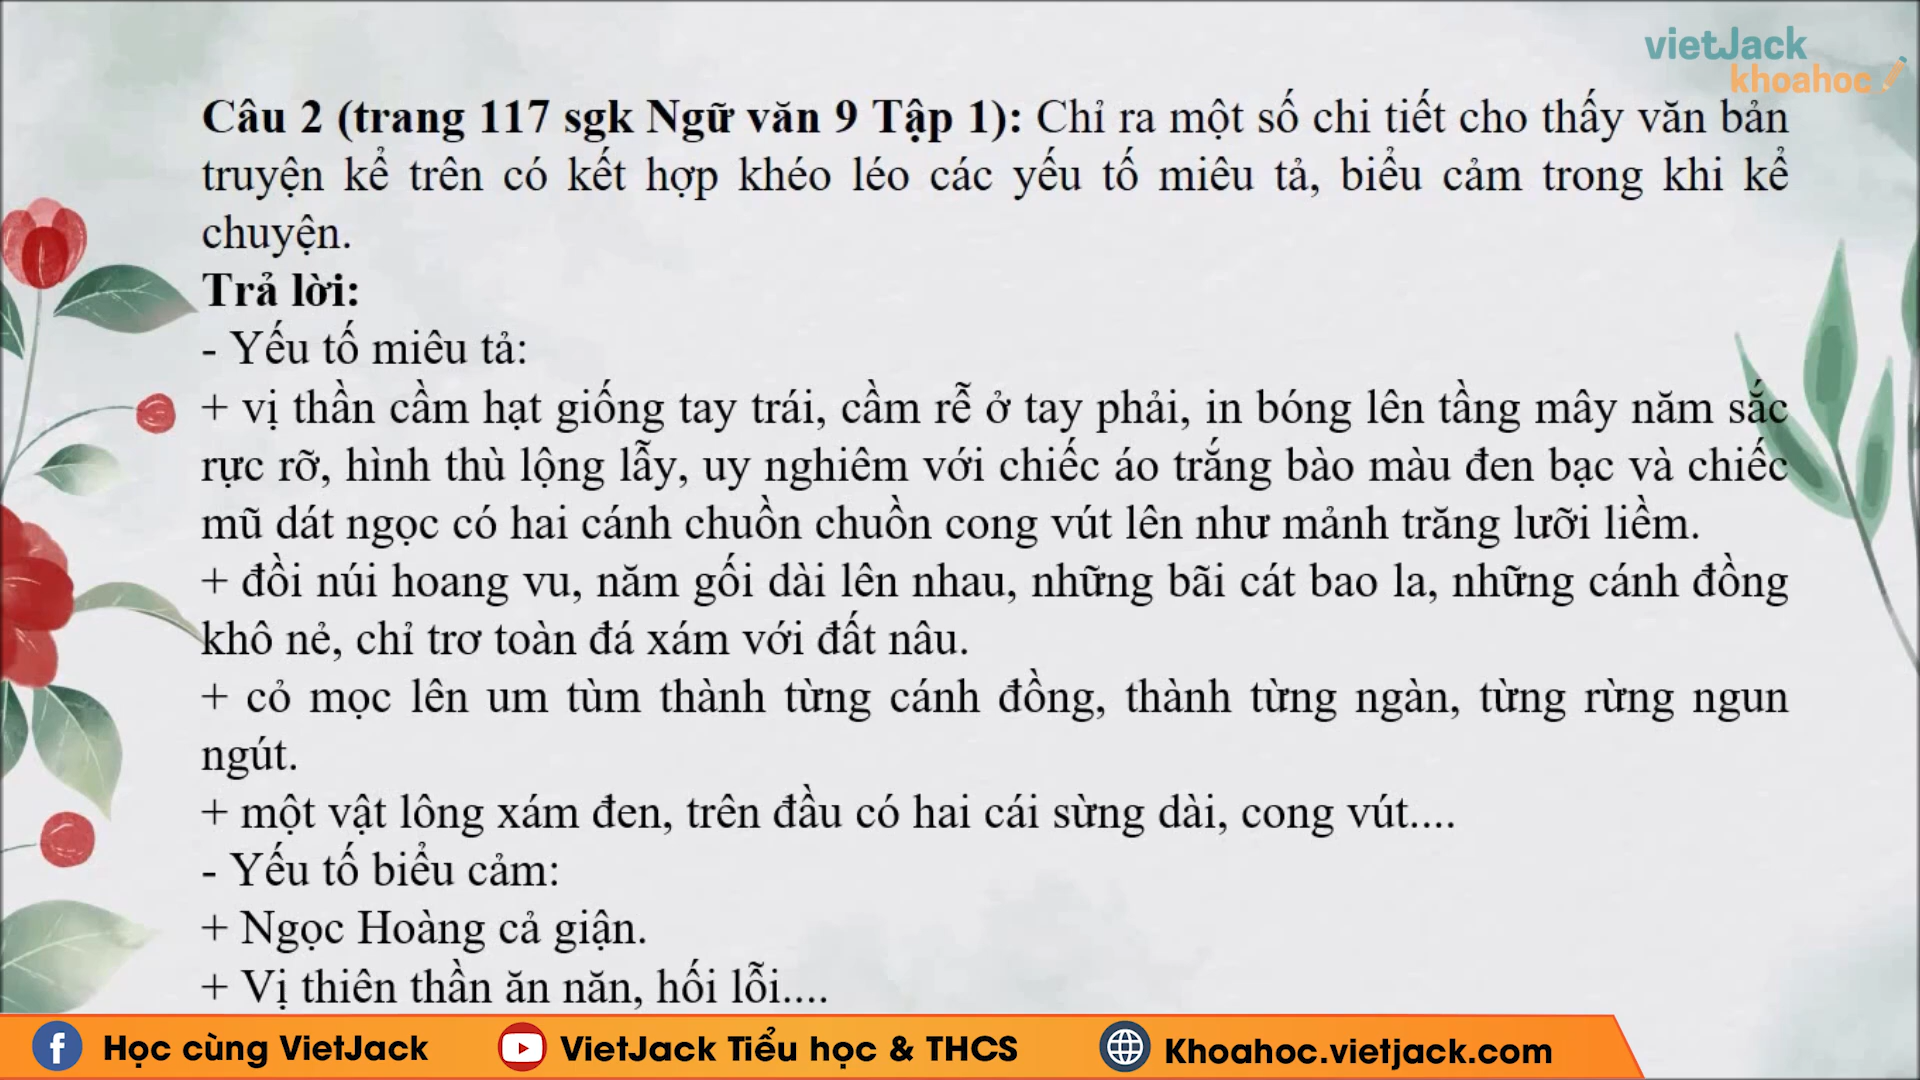 vietJack
khoahoc
Câu 2 (trang 117 sgk Ngữ văn 9 Tập 1): Chỉ ra một số chi tiết cho thấy văn bản
truyện kể trên có kết hợp khéo léo các yếu tố miêu tả, biểu cảm trong khi kể
chuyện.
Trả lời:
- Yếu tố miêu tả:
+ vị thần cầm hạt giống tay trái, cầm rễ ở tay phải, in bóng lên tầng mây năm sắc
rực rỡ, hình thù lộng lẫy, uy nghiêm với chiếc áo trắng bào màu đen bạc và chiếc
mũ dát ngọc có hai cánh chuồn chuồn cong vút lên như mảnh trăng lưỡi liềm.
+ đồi núi hoang vu, năm gối dài lên nhau, những bãi cát bao la, những cánh đồng
khô nẻ, chỉ trơ toàn đá xám với đất nâu.
+ cỏ mọc lên um tùm thành từng cánh đồng, thành từng ngàn, từng rừng ngun
ngút.
+ một vật lông xám đen, trên đầu có hai cái sừng dài, cong vút....
- Yếu tố biểu cảm:
+ Ngọc Hoàng cả giận.
+ Vị thiên thần ăn năn, hối lỗi....
Học cùng VietJack
VietJack Tiểu học & THCS
Khoahoc.vietjack.com